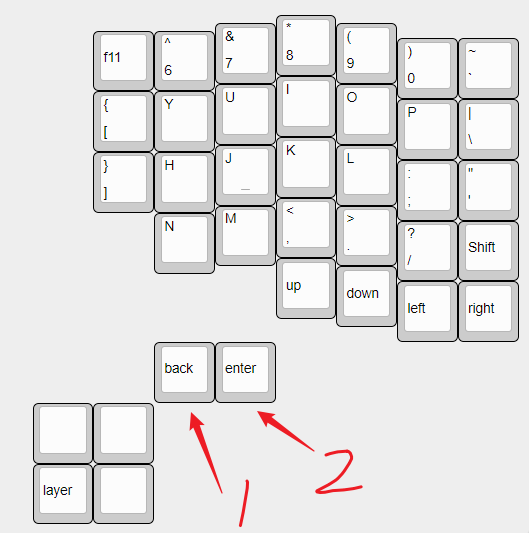 f11 ^ 6 & 7 * 8 ( 9 ) 0 ~ `
{ [ Y U I O P | \
} ] H J _ K L : ; " '
N M < , > . ? / Shift
up down left right
back enter
layer
1 2